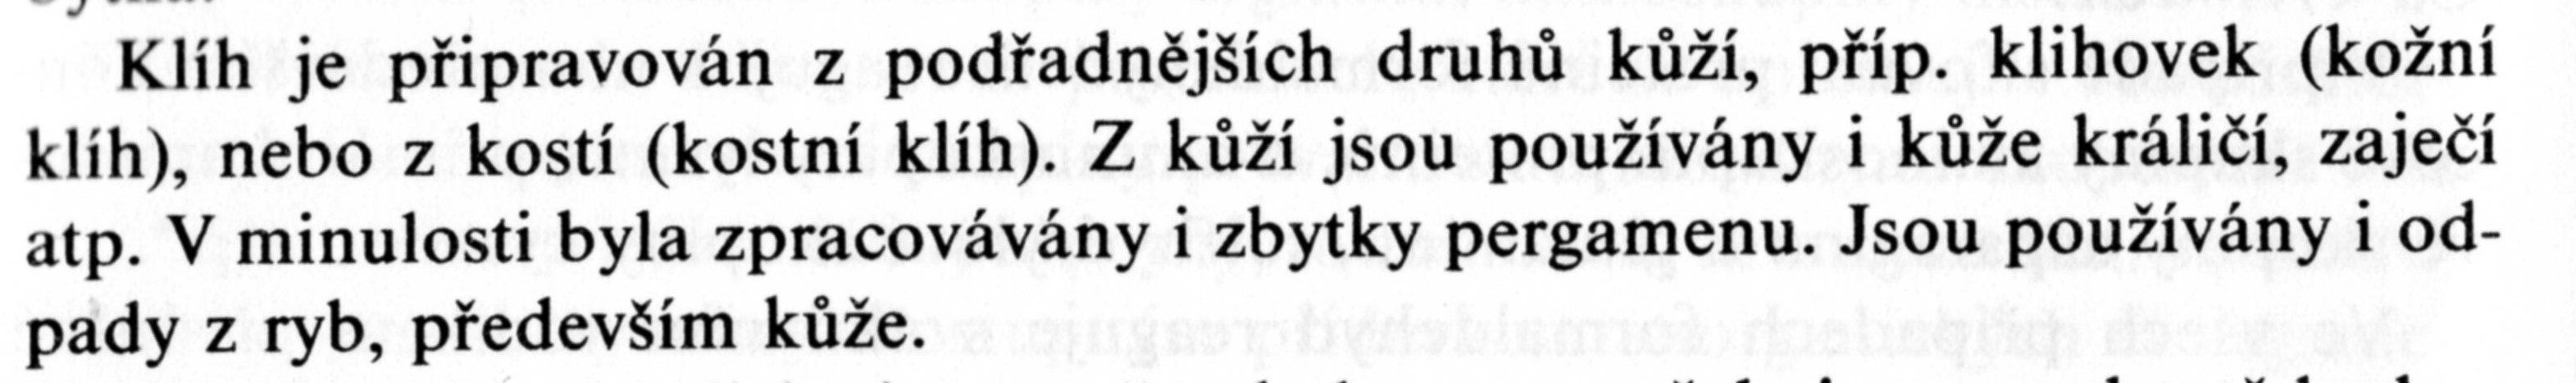 Klíh je připravován z podřadnějších druhů kůží, příp. klihovek (kožní
klíh), nebo z kostí (kostní klíh). Z kůží jsou používány i kůže králičí, zaječí
atp. V minulosti byla zpracovávány i zbytky pergamenu. Jsou používány i od-
pady z ryb, především kůže.